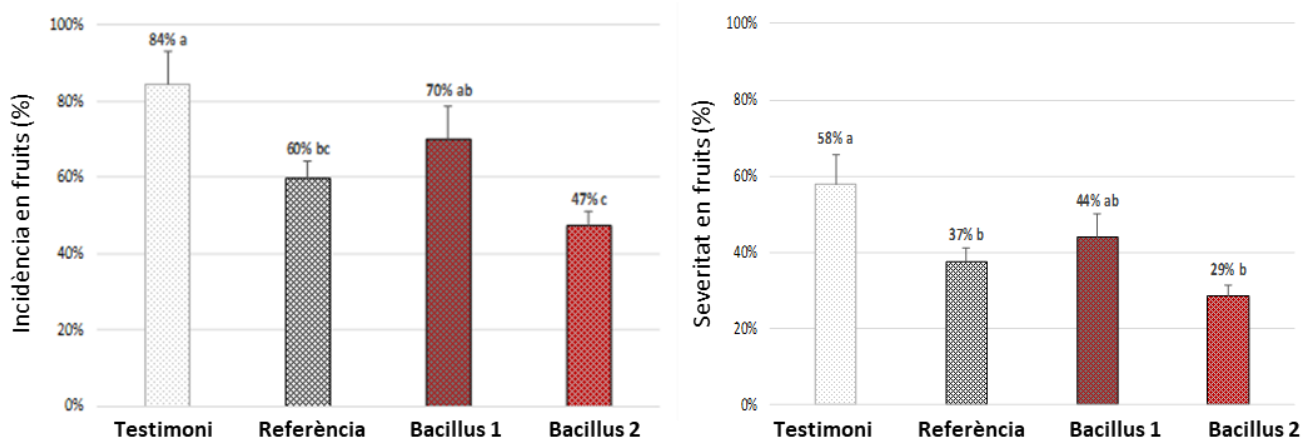 Incidència en fruits (%)
100%
80%
60%
40%
20%
0%
84% a
60% bc
70% ab
47% c
Testimoni Referència Bacillus 1 Bacillus 2
Severitat en fruits (%)
100%
80%
60%
40%
20%
0%
58% a
37% b
44% ab
29% b
Testimoni Referència Bacillus 1 Bacillus 2